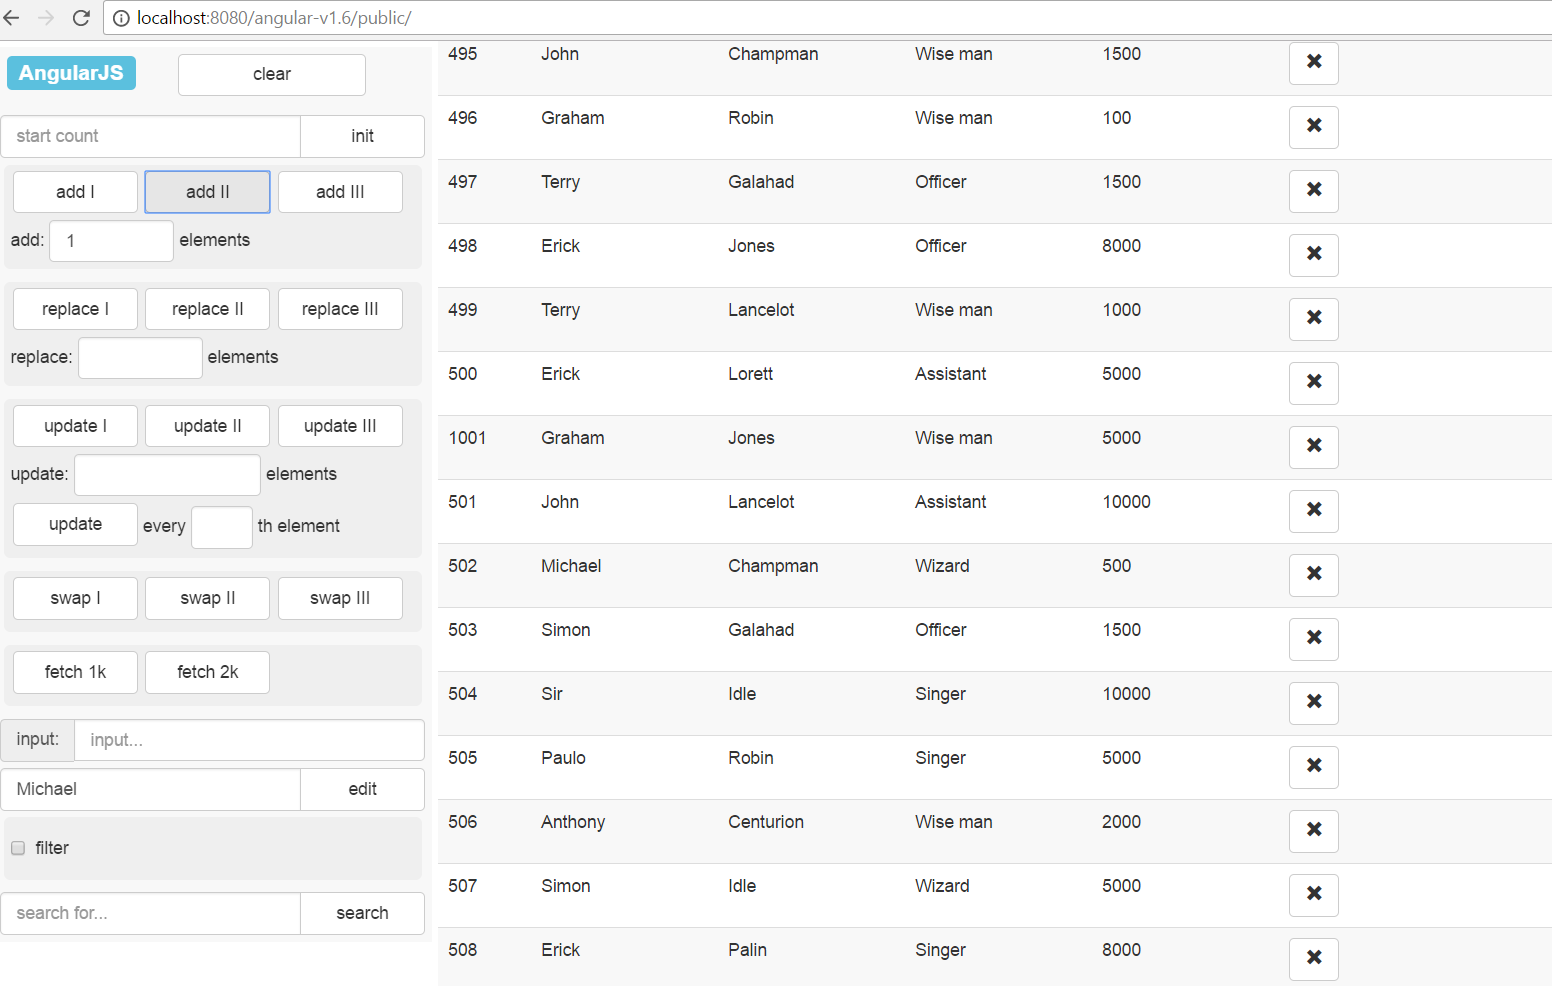 localhost:8080/angular-v1.6/public/
AngularJS clear
start count init
add I add II add III
add: 1 elements
replace I replace II replace III
replace: elements
update I update II update III
update: elements
update every th element
swap I swap II swap III
fetch 1k fetch 2k
input: input...
Michael edit
filter
search for... search
495 John Champman Wise man 1500 ✖
496 Graham Robin Wise man 100 ✖
497 Terry Galahad Officer 1500 ✖
498 Erick Jones Officer 8000 ✖
499 Terry Lancelot Wise man 1000 ✖
500 Erick Lorett Assistant 5000 ✖
1001 Graham Jones Wise man 5000 ✖
501 John Lancelot Assistant 10000 ✖
502 Michael Champman Wizard 500 ✖
503 Simon Galahad Officer 1500 ✖
504 Sir Idle Singer 10000 ✖
505 Paulo Robin Singer 5000 ✖
506 Anthony Centurion Wise man 2000 ✖
507 Simon Idle Wizard 5000 ✖
508 Erick Palin Singer 8000 ✖